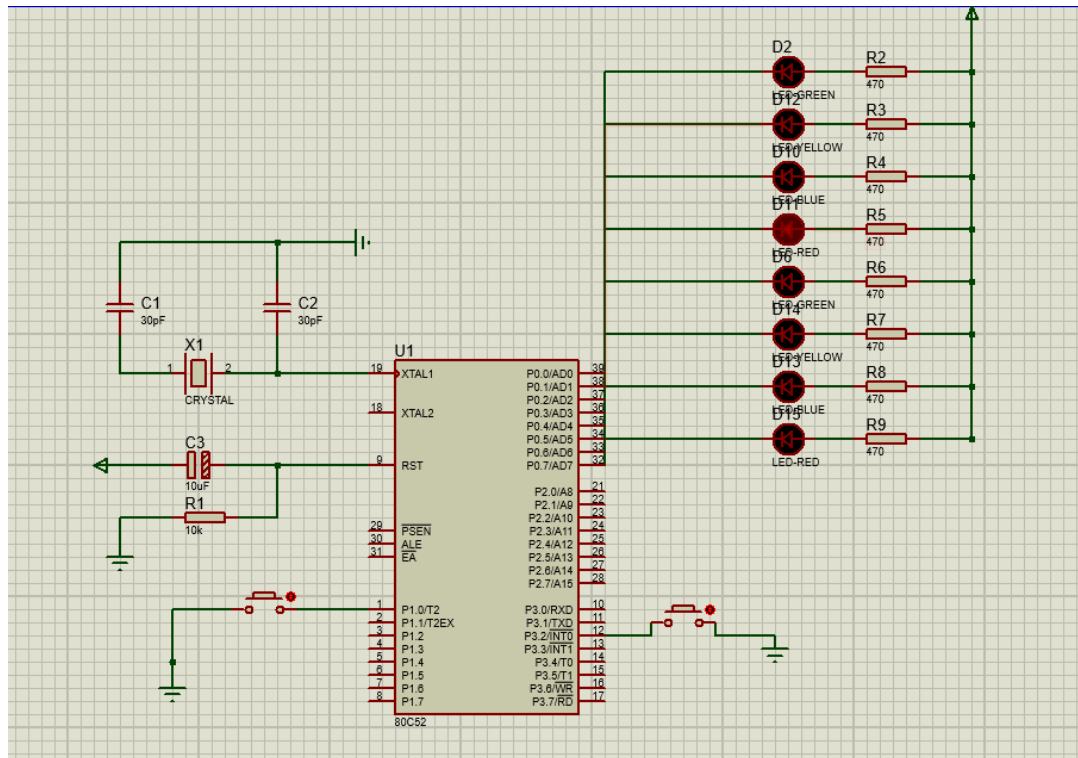 D2
LED-GREEN
R2
470
D12
LED-YELLOW
R3
470
D10
LED-BLUE
R4
470
D11
LED-RED
R5
470
D6
LED-GREEN
R6
470
D14
LED-YELLOW
R7
470
D13
LED-BLUE
R8
470
D15
LED-RED
R9
470
C1
30pF
C2
30pF
X1
1 2
CRYSTAL
C3
10uF
R1
10k
U1
19 XTAL1
18 XTAL2
9 RST
29 PSEN
30 ALE
31 EA
1 P1.0/T2
2 P1.1/T2EX
3 P1.2
4 P1.3
5 P1.4
6 P1.5
7 P1.6
8 P1.7
P0.0/AD0 39
P0.1/AD1 38
P0.2/AD2 37
P0.3/AD3 36
P0.4/AD4 35
P0.5/AD5 34
P0.6/AD6 33
P0.7/AD7 32
P2.0/A8 21
P2.1/A9 22
P2.2/A10 23
P2.3/A11 24
P2.4/A12 25
P2.5/A13 26
P2.6/A14 27
P2.7/A15 28
P3.0/RXD 10
P3.1/TXD 11
P3.2/INT0 12
P3.3/INT1 13
P3.4/T0 14
P3.5/T1 15
P3.6/WR 16
P3.7/RD 17
80C52